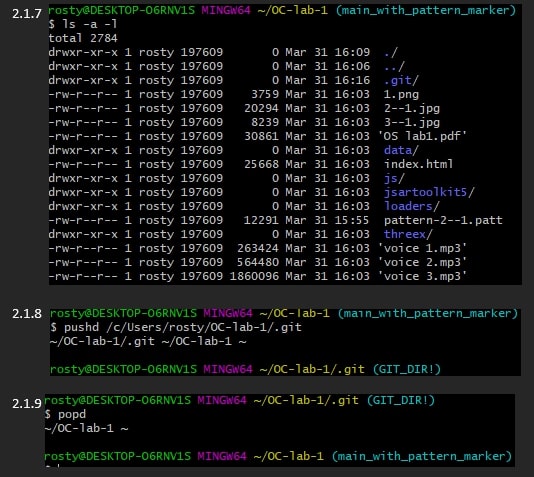 2.1.7
rosty@DESKTOP-O6RNV1S MINGW64 ~/OC-lab-1 (main_with_pattern_marker)
$ ls -a -l
total 2784
drwxr-xr-x 1 rosty 197609 0 Mar 31 16:09 ./
drwxr-xr-x 1 rosty 197609 0 Mar 31 16:06 ../
drwxr-xr-x 1 rosty 197609 0 Mar 31 16:16 .git/
-rw-r--r-- 1 rosty 197609 3759 Mar 31 16:03 1.png
-rw-r--r-- 1 rosty 197609 20294 Mar 31 16:03 2--1.jpg
-rw-r--r-- 1 rosty 197609 8239 Mar 31 16:03 3--1.jpg
-rw-r--r-- 1 rosty 197609 30861 Mar 31 16:03 'OS lab1.pdf'
drwxr-xr-x 1 rosty 197609 0 Mar 31 16:03 data/
-rw-r--r-- 1 rosty 197609 25668 Mar 31 16:03 index.html
drwxr-xr-x 1 rosty 197609 0 Mar 31 16:03 js/
drwxr-xr-x 1 rosty 197609 0 Mar 31 16:03 jsartoolkit5/
drwxr-xr-x 1 rosty 197609 0 Mar 31 16:03 loaders/
-rw-r--r-- 1 rosty 197609 12291 Mar 31 15:55 pattern-2--1.patt
drwxr-xr-x 1 rosty 197609 0 Mar 31 16:03 threex/
-rw-r--r-- 1 rosty 197609 263424 Mar 31 16:03 'voice 1.mp3'
-rw-r--r-- 1 rosty 197609 564480 Mar 31 16:03 'voice 2.mp3'
-rw-r--r-- 1 rosty 197609 1860096 Mar 31 16:03 'voice 3.mp3'
2.1.8
rosty@DESKTOP-O6RNV1S MINGW64 ~/OC-lab-1 (main_with_pattern_marker)
$ pushd /c/Users/rosty/OC-lab-1/.git
~/OC-lab-1/.git ~/OC-lab-1 ~
rosty@DESKTOP-O6RNV1S MINGW64 ~/OC-lab-1/.git (GIT_DIR!)
2.1.9
rosty@DESKTOP-O6RNV1S MINGW64 ~/OC-lab-1/.git (GIT_DIR!)
$ popd
~/OC-lab-1 ~
rosty@DESKTOP-O6RNV1S MINGW64 ~/OC-lab-1 (main_with_pattern_marker)